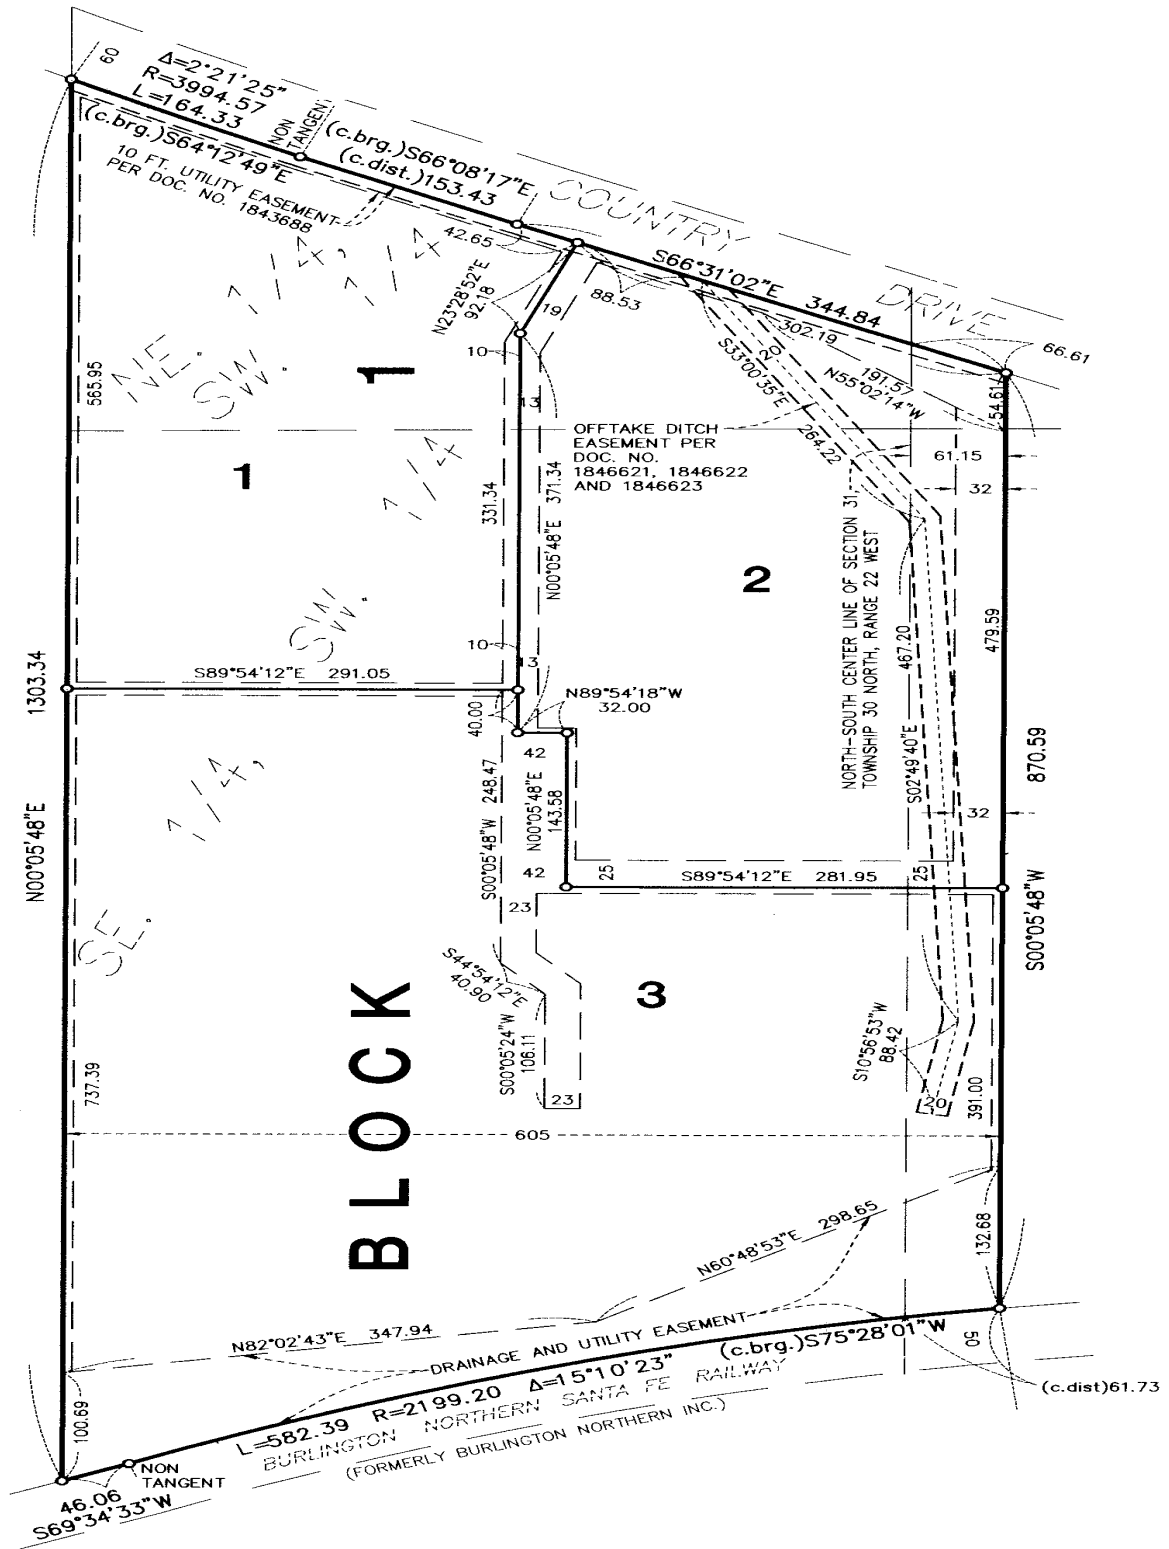 60
Δ=2°21'25"
R=3994.57
L=164.33
(c.brg.)S64°12'49"E
NON
TANGENT
(c.brg.)S66°08'17"E
(c.dist.)153.43
10 FT. UTILITY EASEMENT
PER DOC. NO. 1843688
COUNTRY
DRIVE
42.65
S66°31'02"E 344.84
88.53
N23°28'52"E
92.18
19
302.19
66.61
20
191.57
N55°02'14"W
54.61
S33°00'35"E 264.22
NE. 1/4,
SW. 1/4
1
1
10
13
565.95
OFFTAKE DITCH
EASEMENT PER
DOC. NO.
1846621, 1846622
AND 1846623
61.15
32
331.34
N00°05'48"E 371.34
SW. 1/4
2
NORTH-SOUTH CENTER LINE OF SECTION 31,
TOWNSHIP 30 NORTH, RANGE 22 WEST
479.59
S02°49'40"E 467.20
10
13
S89°54'12"E 291.05
N89°54'18"W
32.00
40.00
42
1303.34
N00°05'48"E
SE. 1/4,
S00°05'48"W 248.47
N00°05'48"E
143.58
870.59
S00°05'48"W
32
42
25
S89°54'12"E 281.95
25
23
S44°54'12"E
40.90
3
S00°05'24"W
106.11
23
S10°56'53"W
88.42
20
391.00
737.39
BLOCK
605
N60°48'53"E 298.65
132.68
N82°02'43"E 347.94
DRAINAGE AND UTILITY EASEMENT
(c.brg.)S75°28'01"W
50
L=582.39 R=2199.20 Δ=15°10'23"
BURLINGTON NORTHERN SANTA FE RAILWAY
(FORMERLY BURLINGTON NORTHERN INC.)
(c.dist)61.73
100.69
NON
TANGENT
46.06
S69°34'33"W